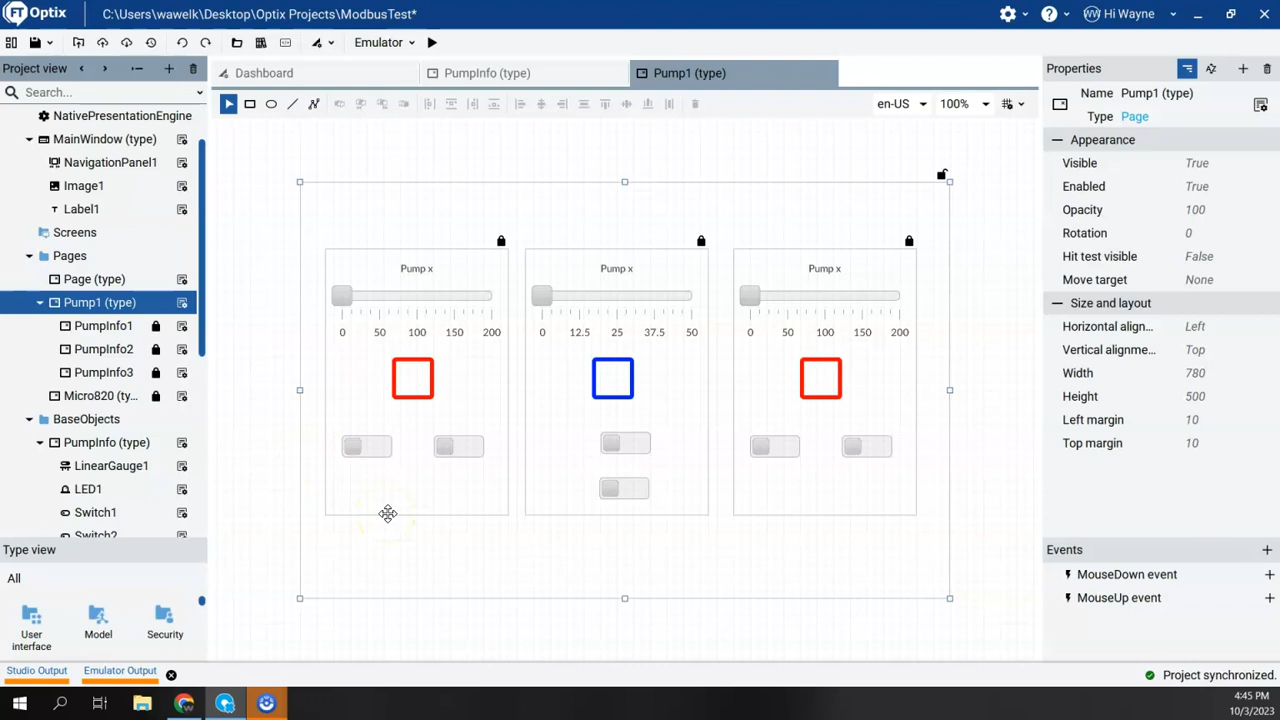 FT Optix
C:\Users\wawelk\Desktop\Optix Projects\ModbusTest*
Hi Wayne
Emulator
Project view
Search...
NativePresentationEngine
MainWindow (type)
NavigationPanel1
Image1
Label1
Screens
Pages
Page (type)
Pump1 (type)
PumpInfo1
PumpInfo2
PumpInfo3
Micro820 (ty...
BaseObjects
PumpInfo (type)
LinearGauge1
LED1
Switch1
Switch2
Type view
All
User interface
Model
Security
Studio Output
Emulator Output
Dashboard
PumpInfo (type)
Pump1 (type)
en-US
100%
Pump x
0 50 100 150 200
Pump x
0 12.5 25 37.5 50
Pump x
0 50 100 150 200
Properties
Name Pump1 (type)
Type Page
Appearance
Visible True
Enabled True
Opacity 100
Rotation 0
Hit test visible False
Move target None
Size and layout
Horizontal align... Left
Vertical alignme... Top
Width 780
Height 500
Left margin 10
Top margin 10
Events
MouseDown event
MouseUp event
Project synchronized.
4:45 PM
10/3/2023